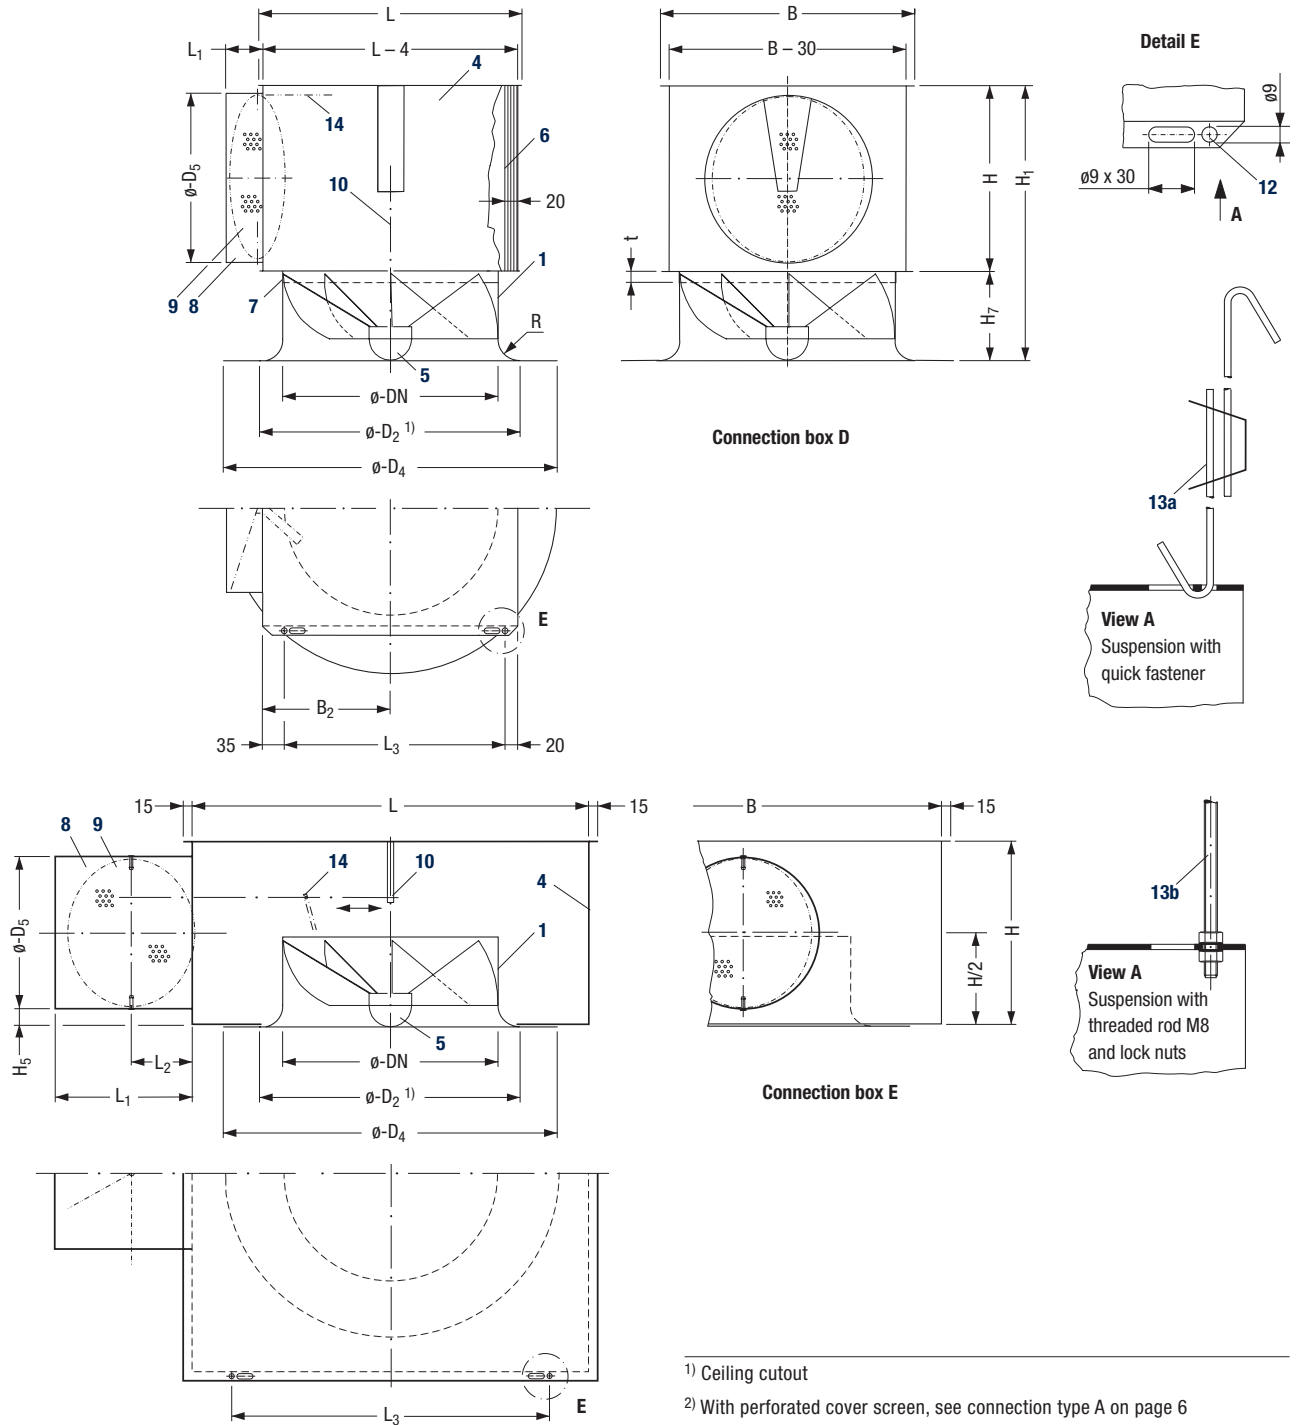 L
L₁
L – 4
4
14
6
ø-D₅
10
20
1
9 8
7
R
5
ø-DN
ø-D₂ ¹⁾
ø-D₄
B
B – 30
H
H₁
t
H₇
Connection box D
Detail E
ø9
ø9 x 30
12
A
13a
View A
Suspension with
quick fastener
E
B₂
35
L₃
20
15
L
15
8
9
14
10
4
1
ø-D₅
5
H₅
L₂
L₁
ø-DN
ø-D₂ ¹⁾
ø-D₄
B
15
H
H/2
Connection box E
13b
View A
Suspension with
threaded rod M8
and lock nuts
E
L₃
¹⁾ Ceiling cutout
²⁾ With perforated cover screen, see connection type A on page 6